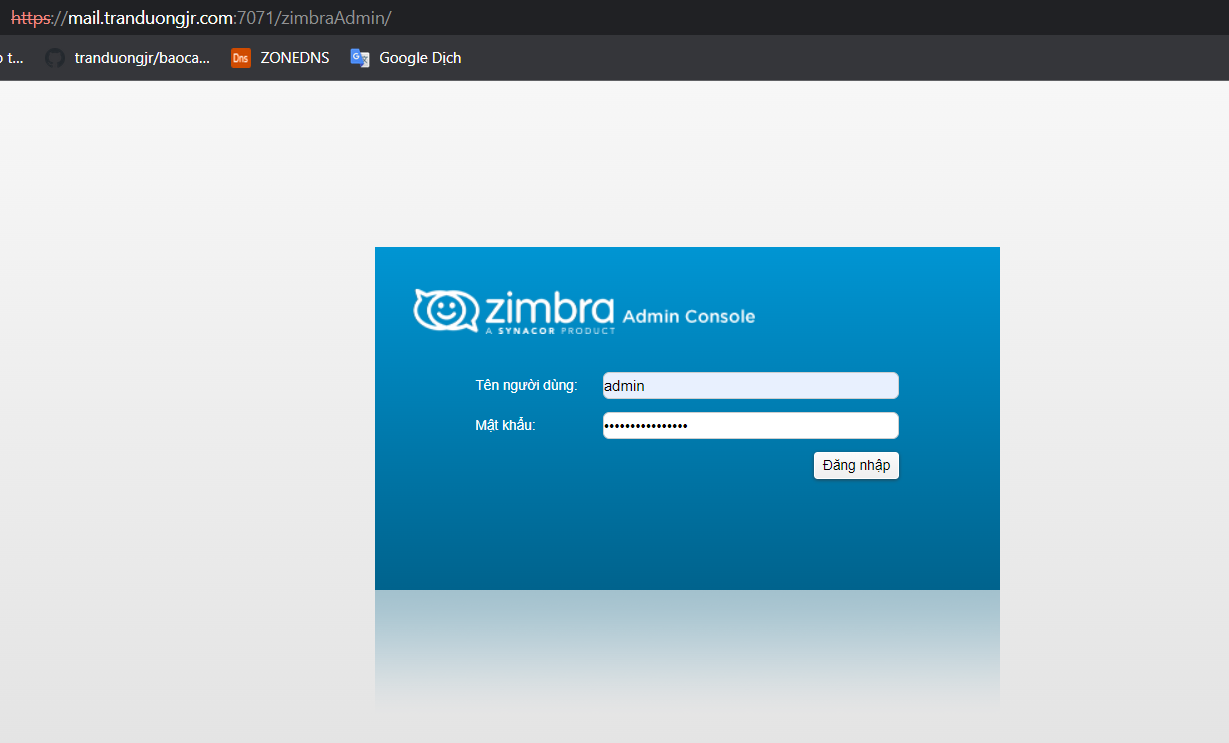 https://mail.tranduongjr.com:7071/zimbraAdmin/
t... tranduongjr/baoca... Dns ZONEDNS G Google Dịch
zimbra Admin Console
A SYNACOR PRODUCT
Tên người dùng: admin
Mật khẩu: ••••••••••••••••
Đăng nhập